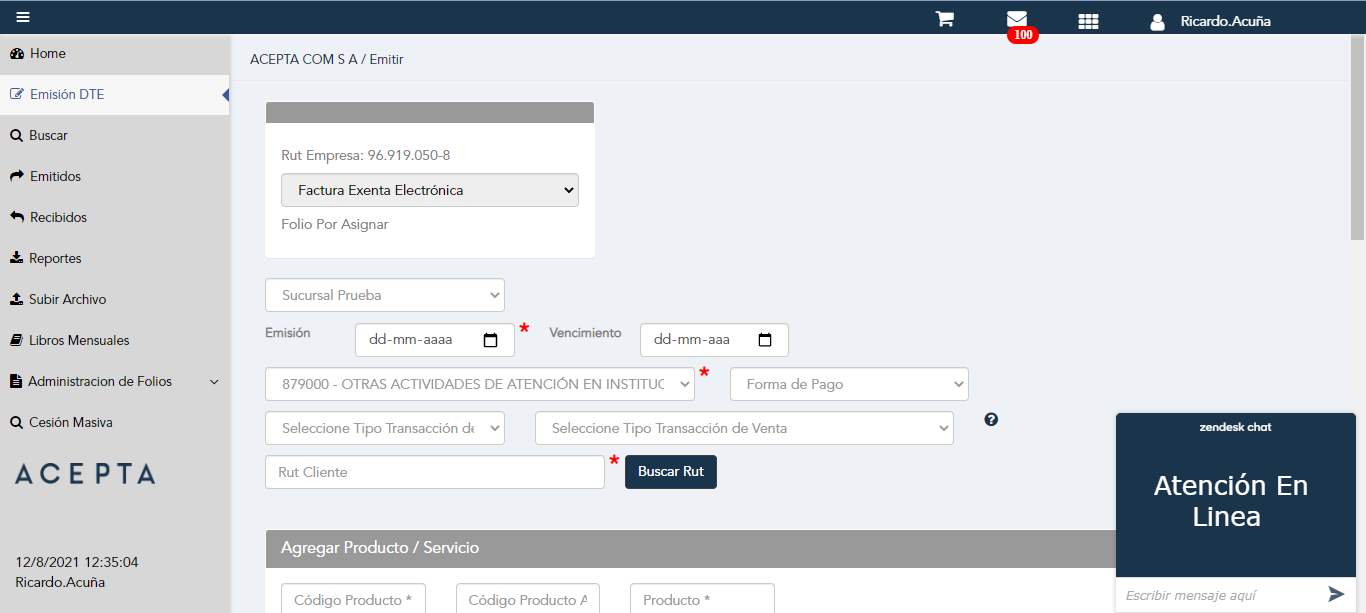 100
Ricardo.Acuña
Home
Emisión DTE
Buscar
Emitidos
Recibidos
Reportes
Subir Archivo
Libros Mensuales
Administracion de Folios
Cesión Masiva
ACEPTA
12/8/2021 12:35:04
Ricardo.Acuña
ACEPTA COM S A / Emitir
Rut Empresa: 96.919.050-8
Factura Exenta Electrónica
Folio Por Asignar
Sucursal Prueba
Emisión dd-mm-aaaa * Vencimiento dd-mm-aaa
879000 - OTRAS ACTIVIDADES DE ATENCIÓN EN INSTITUC * Forma de Pago
Seleccione Tipo Transacción de Seleccione Tipo Transacción de Venta ?
Rut Cliente * Buscar Rut
Agregar Producto / Servicio
Código Producto * Código Producto A Producto *
zendesk chat
Atención En
Linea
Escribir mensaje aquí